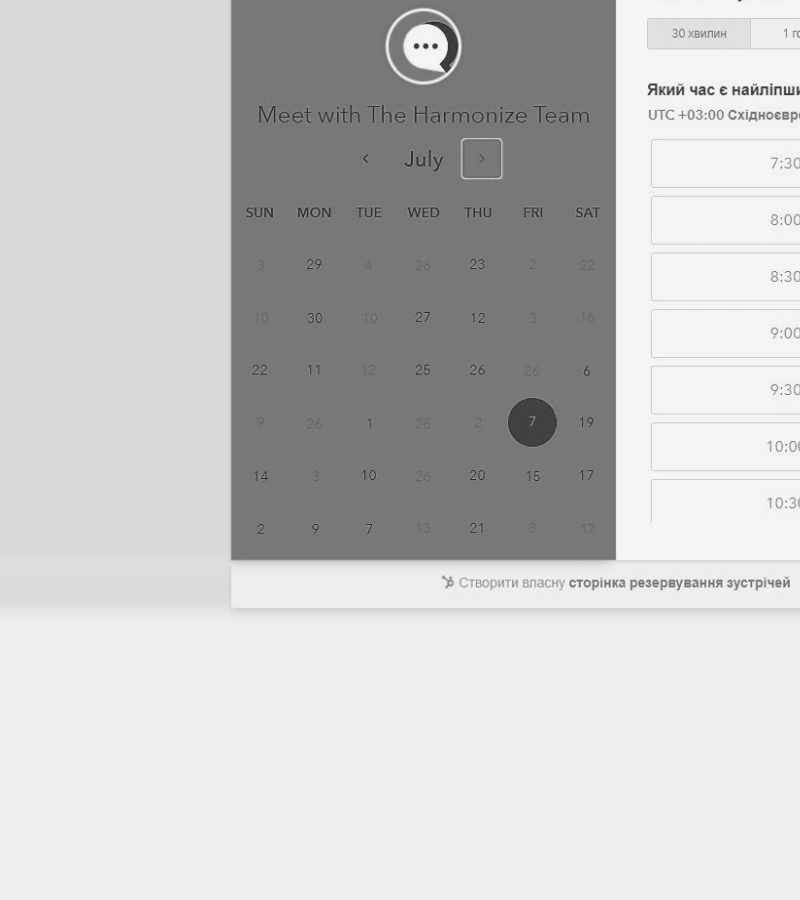 30 хвилин
Meet with The Harmonize Team
Який час є
UTC +03:00
July
7:30
SUN MON TUE WED THU FRI SAT
8:00
3 29 4 26 23 2 22
8:30
10 30 10 27 12 3 16
9:00
22 11 12 25 26 26 6
9:30
9 26 1 28 2 7 19
10:00
14 3 10 26 20 15 17
10:30
2 9 7 13 21 8 17
Створити власну сторінка резервування зустрічей